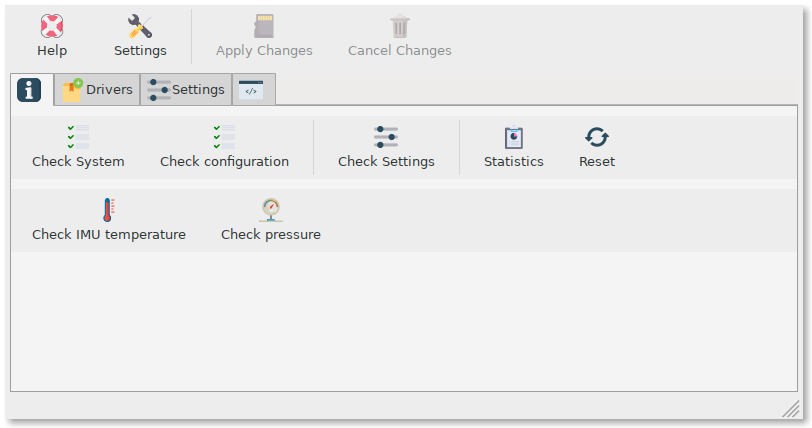 Help Settings Apply Changes Cancel Changes
i Drivers Settings </>
Check System Check configuration Check Settings Statistics Reset
Check IMU temperature Check pressure